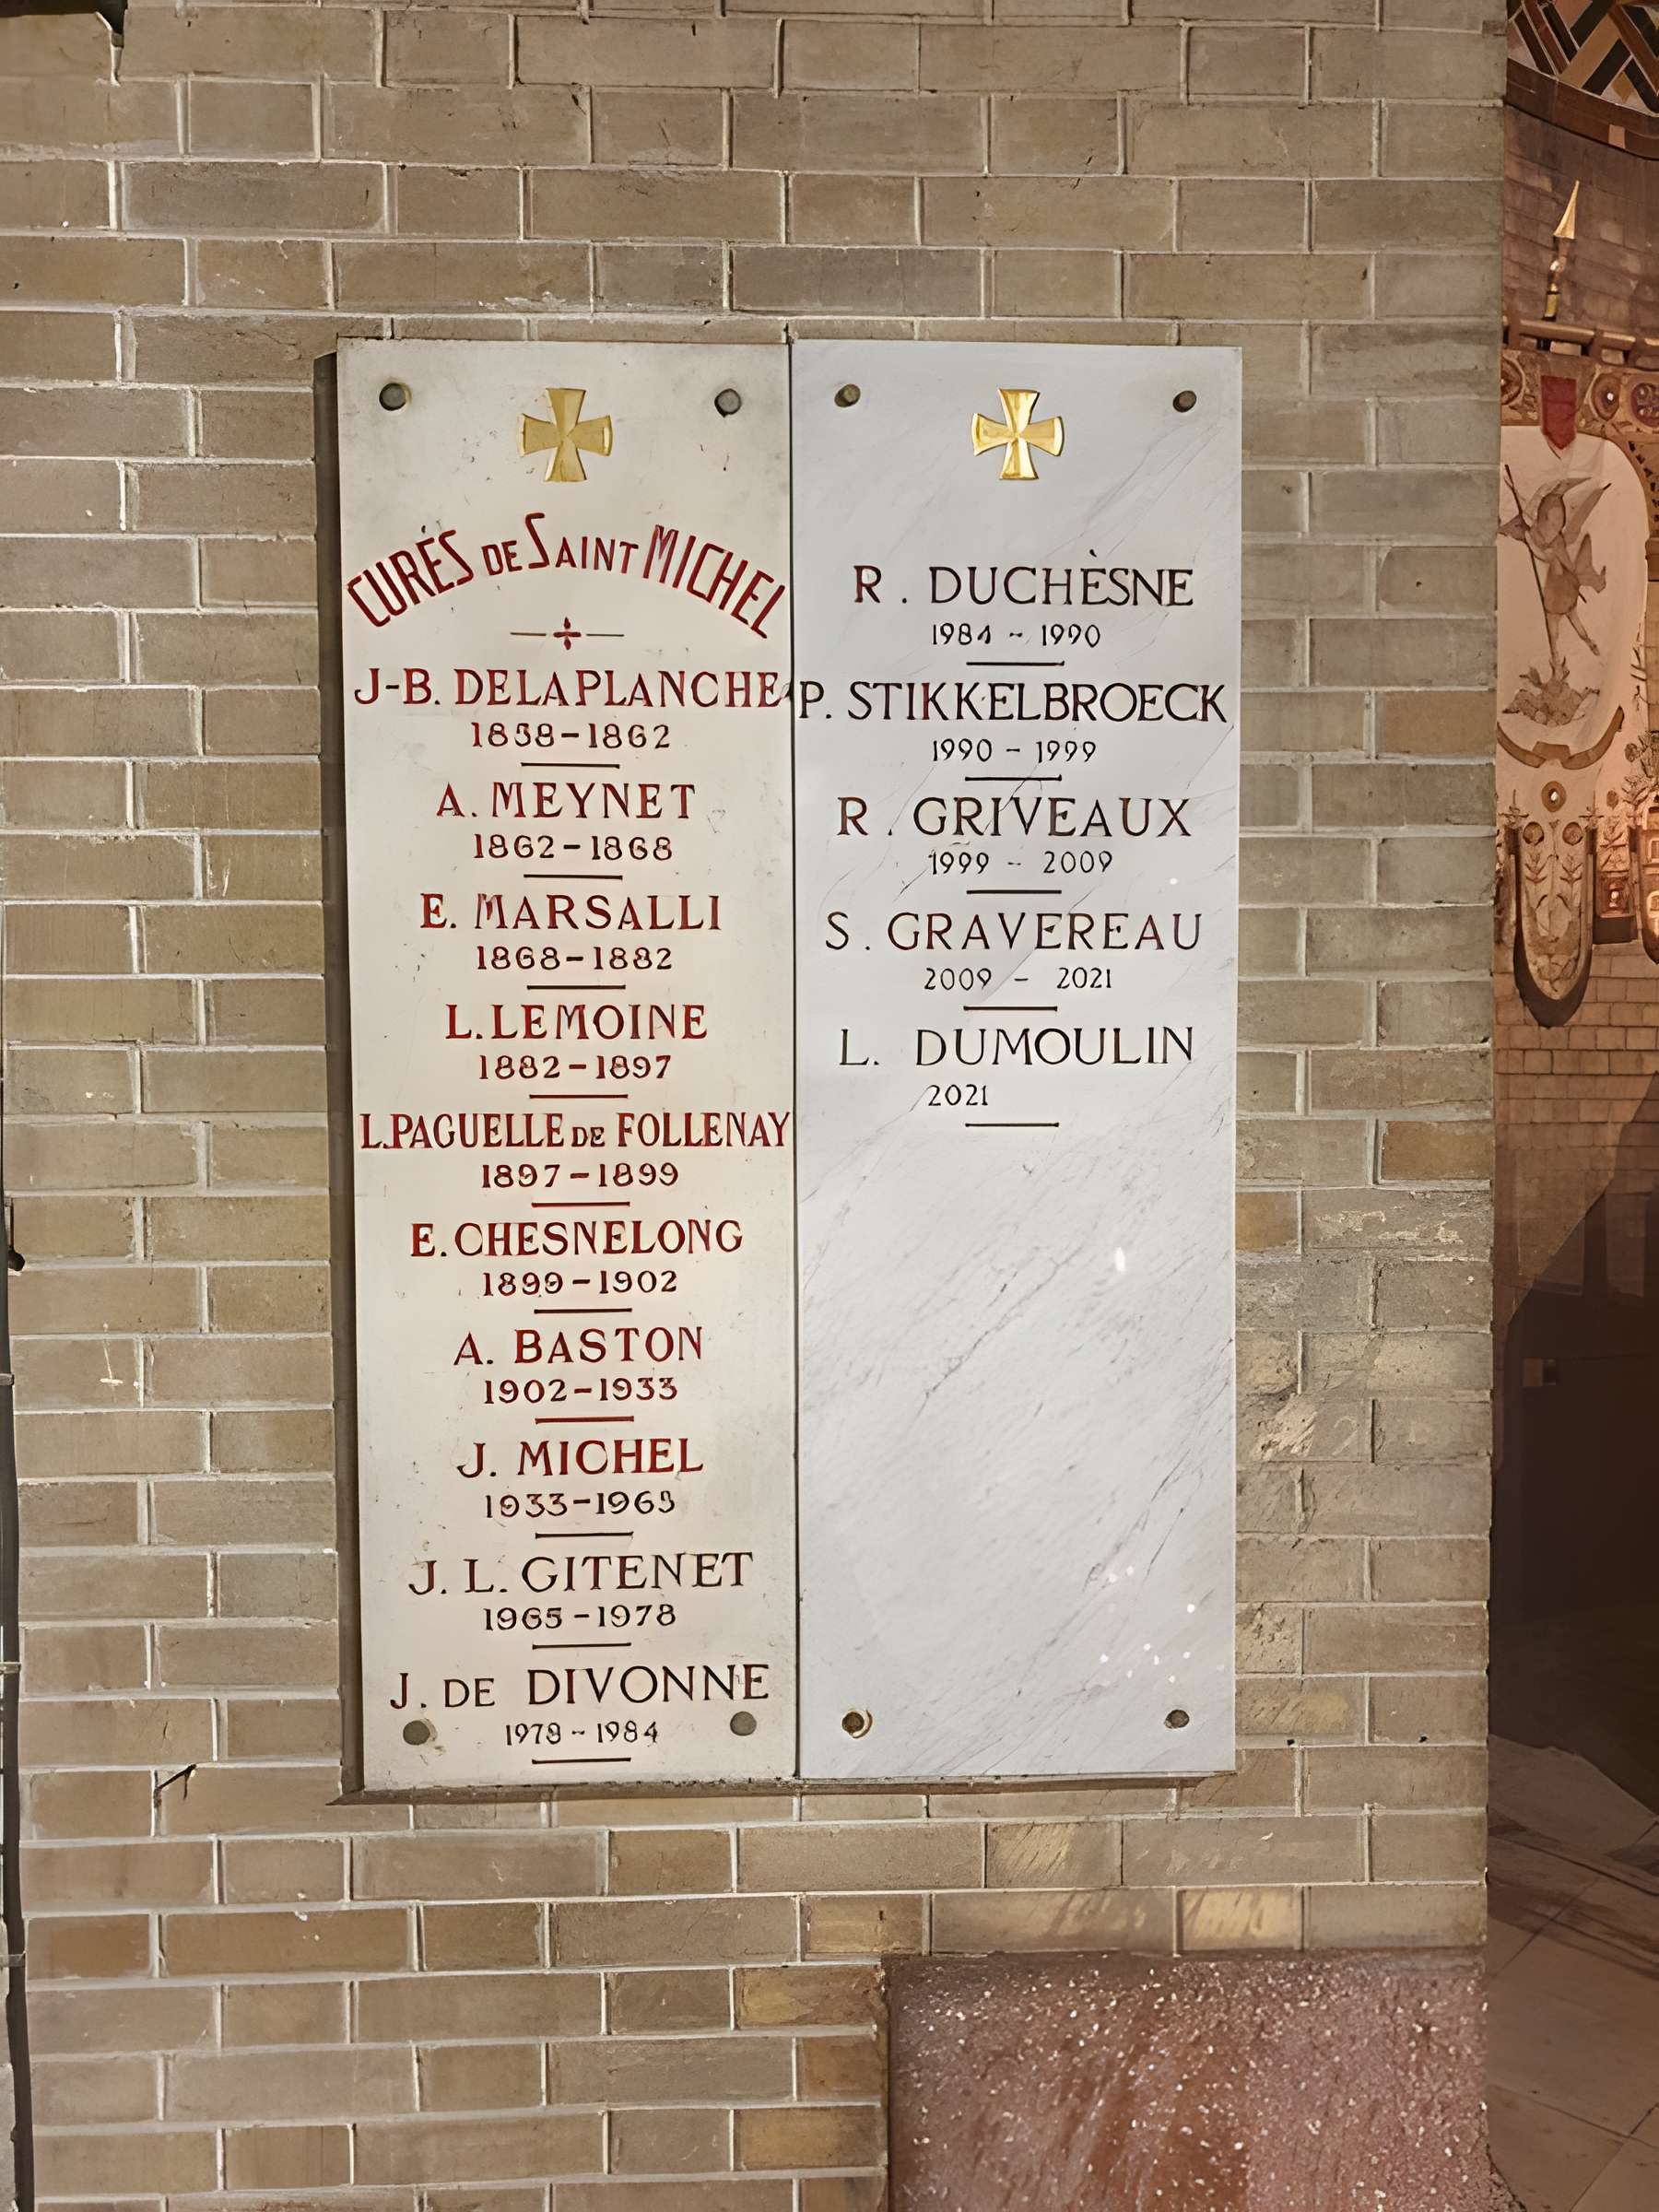 CURÉS DE SAINT MICHEL
J-B. DELAPLANCHE
1858-1862
A. MEYNET
1862-1868
E. MARSALLI
1868-1882
L. LEMOINE
1882-1897
L. PAGUELLE DE FOLLENAY
1897-1899
E. CHESNELONG
1899-1902
A. BASTON
1902-1933
J. MICHEL
1933-1965
J. L. GITENET
1965-1978
J. DE DIVONNE
1978-1984
R. DUCHÈSNE
1984 - 1990
P. STIKKELBROECK
1990 - 1999
R. GRIVEAUX
1999 - 2009
S. GRAVEREAU
2009 - 2021
L. DUMOULIN
2021